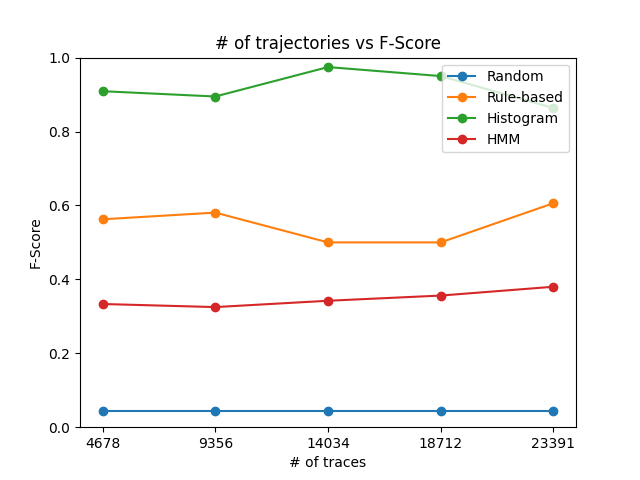 # of trajectories vs F-Score
1.0
0.8
0.6
0.4
0.2
0.0
F-Score
Random
Rule-based
Histogram
HMM
4678 9356 14034 18712 23391
# of traces